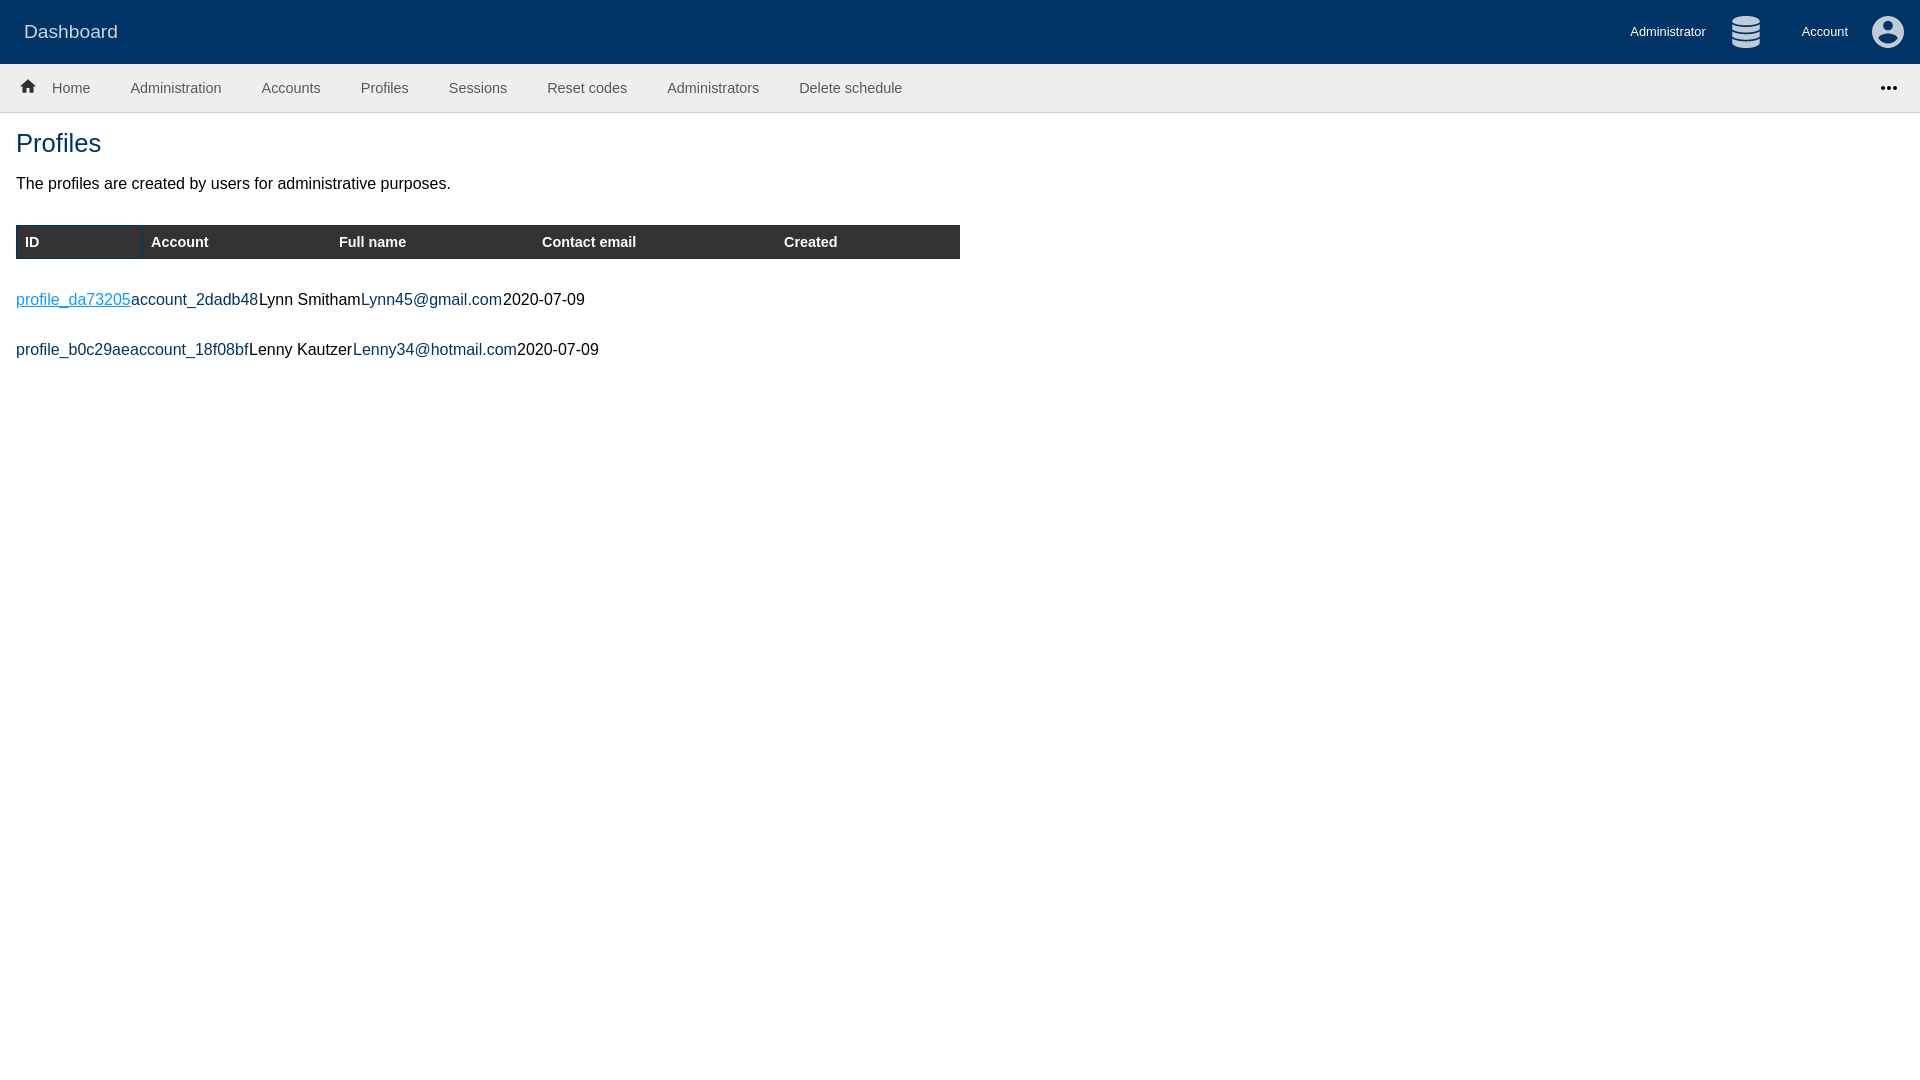 Dashboard Administrator Account
Home Administration Accounts Profiles Sessions Reset codes Administrators Delete schedule
Profiles
The profiles are created by users for administrative purposes.
ID Account Full name Contact email Created
profile_da73205account_2dadb48Lynn SmithamLynn45@gmail.com2020-07-09
profile_b0c29aeaccount_18f08bfLenny KautzerLenny34@hotmail.com2020-07-09